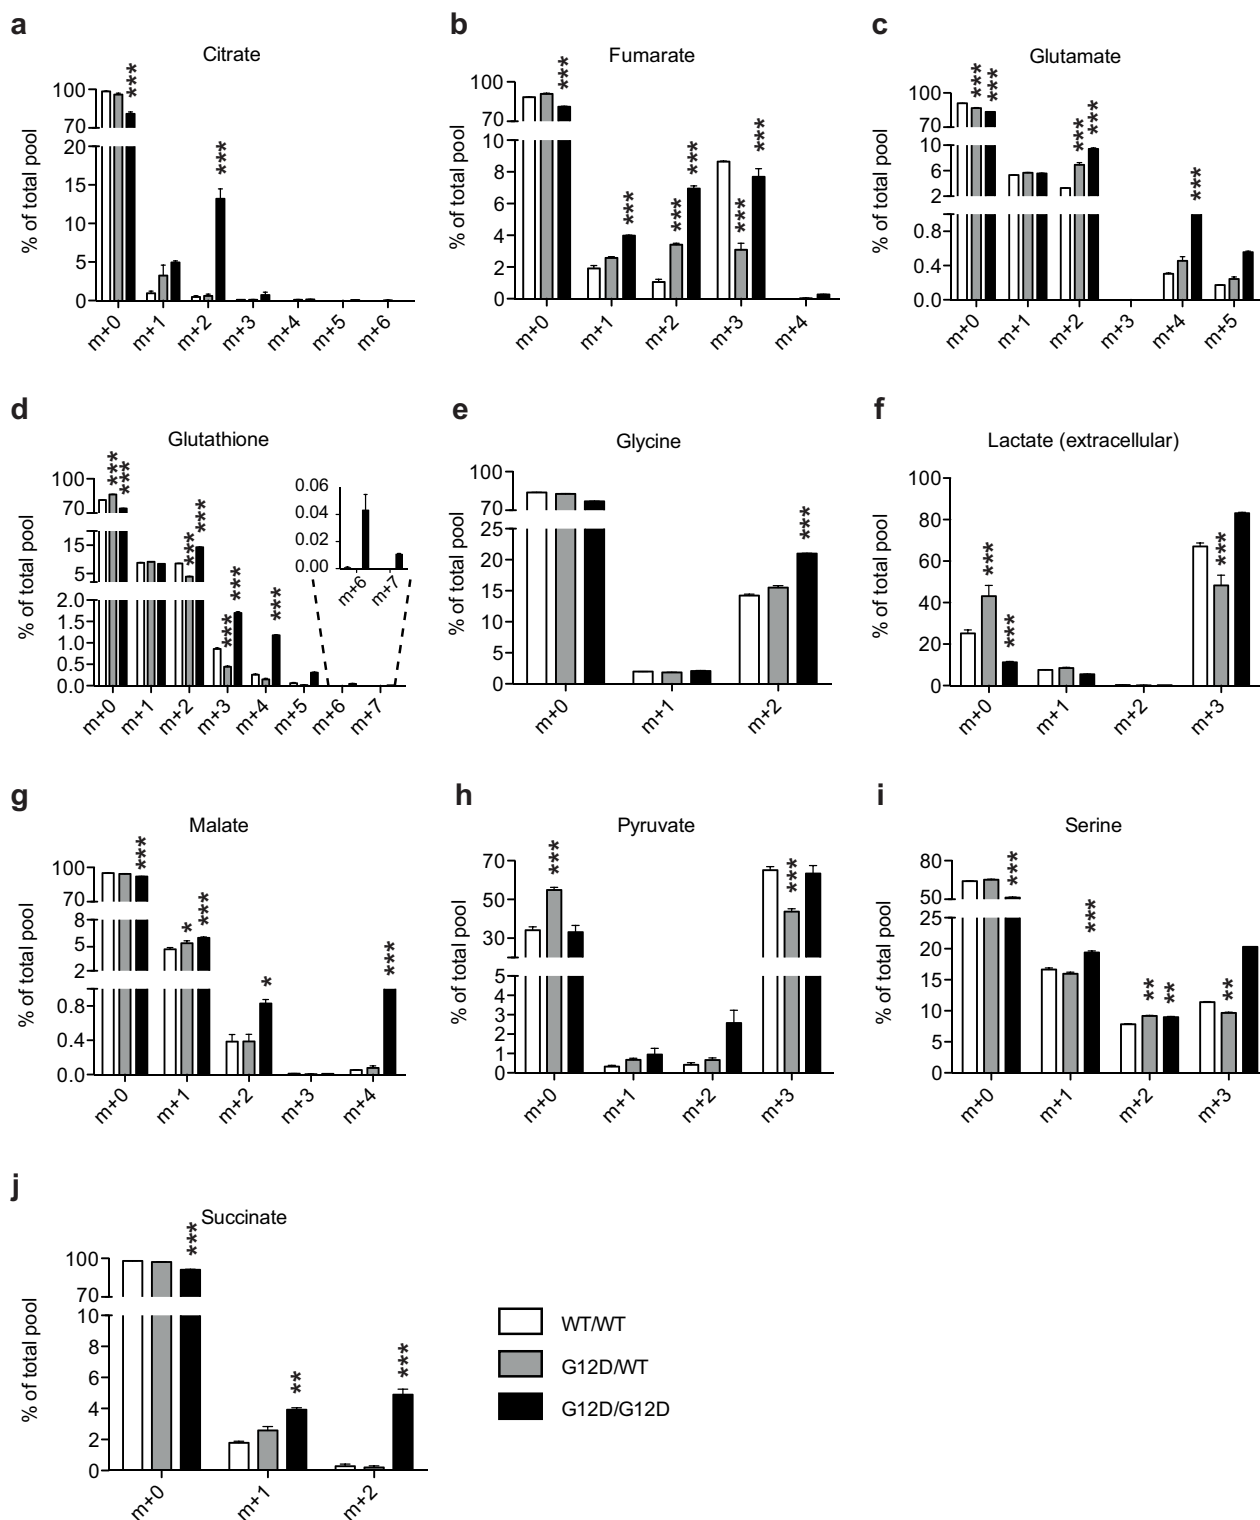 a
Citrate
% of total pool
100
70
20
15
10
5
0
***
***
m+0
m+1
m+2
m+3
m+4
m+5
m+6
b
Fumarate
% of total pool
100
70
10
8
6
4
2
0
***
***
***
***
***
***
m+0
m+1
m+2
m+3
m+4
c
Glutamate
% of total pool
100
70
10
6
2
0.8
0.4
0.0
***
***
***
***
***
m+0
m+1
m+2
m+3
m+4
m+5
d
Glutathione
% of total pool
100
70
15
5
2.0
1.5
1.0
0.5
0.0
***
***
***
***
***
***
***
0.06
0.04
0.02
0.00
m+6
m+7
m+0
m+1
m+2
m+3
m+4
m+5
m+6
m+7
e
Glycine
% of total pool
100
70
25
20
15
10
5
0
***
m+0
m+1
m+2
f
Lactate (extracellular)
% of total pool
100
80
60
40
20
0
***
***
***
m+0
m+1
m+2
m+3
g
Malate
% of total pool
100
70
8
5
2
0.8
0.4
0.0
***
*
***
*
***
m+0
m+1
m+2
m+3
m+4
h
Pyruvate
% of total pool
70
50
30
5
4
3
2
1
0
***
***
m+0
m+1
m+2
m+3
i
Serine
% of total pool
80
50
25
20
15
10
5
0
***
***
**
**
**
m+0
m+1
m+2
m+3
j
Succinate
% of total pool
100
70
10
8
6
4
2
0
***
**
***
m+0
m+1
m+2
WT/WT
G12D/WT
G12D/G12D